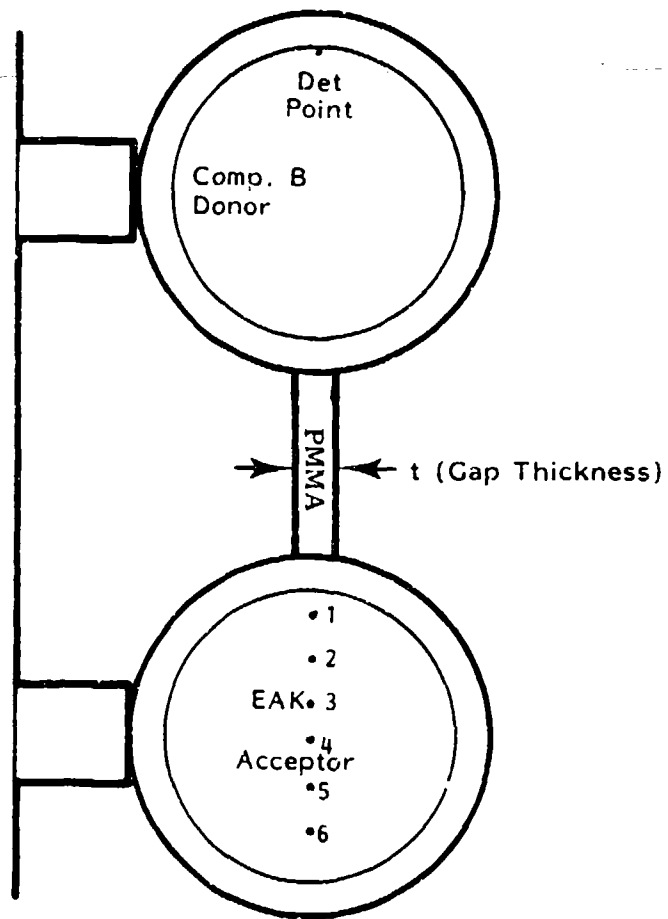 Det
Point
Comp. B
Donor
PMMA
t (Gap Thickness)
1
2
EAK 3
4
Acceptor
5
6